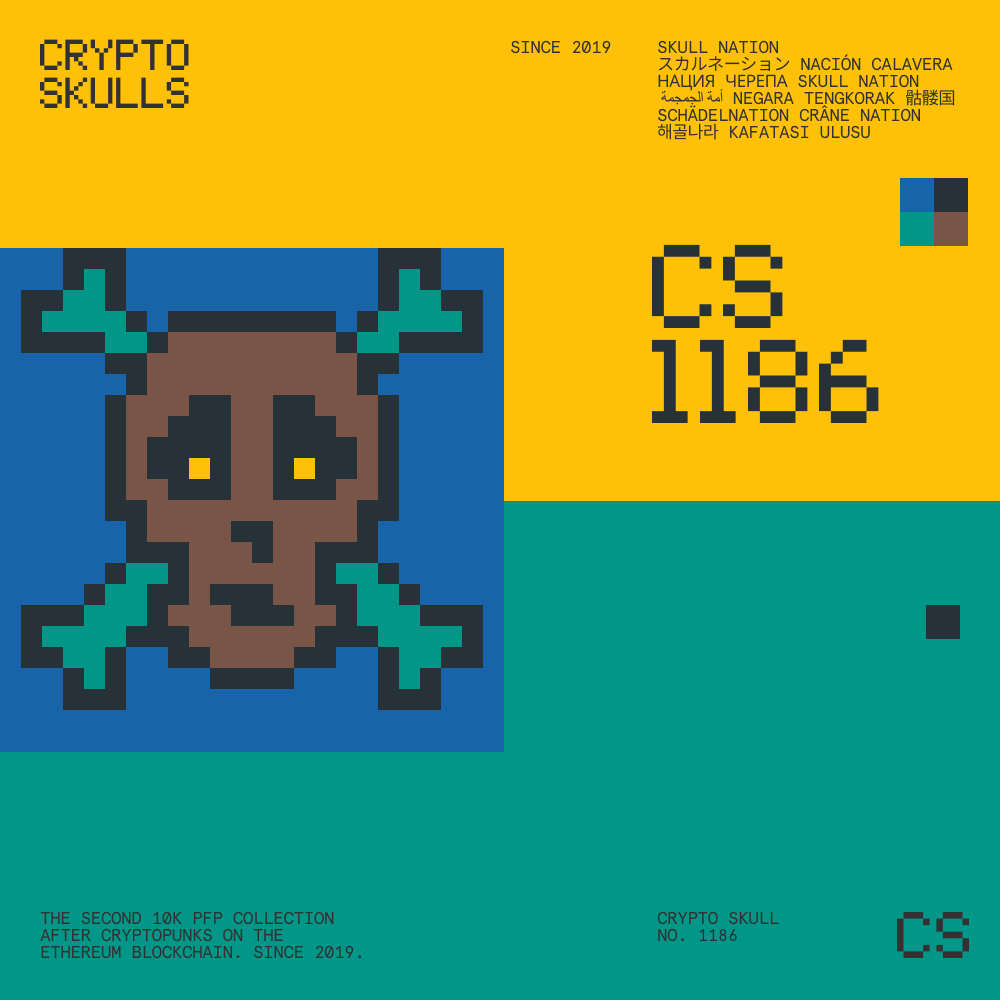 CRYPTO
SKULLS
SINCE 2019
SKULL NATION
スカルネーション NACIÓN CALAVERA
НАЦИЯ ЧЕРЕПА SKULL NATION
أمة الجمجمة NEGARA TENGKORAK 骷髅国
SCHÄDELNATION CRÂNE NATION
해골나라 KAFATASI ULUSU
CS
1186
THE SECOND 10K PFP COLLECTION
AFTER CRYPTOPUNKS ON THE
ETHEREUM BLOCKCHAIN. SINCE 2019.
CRYPTO SKULL
NO. 1186
CS